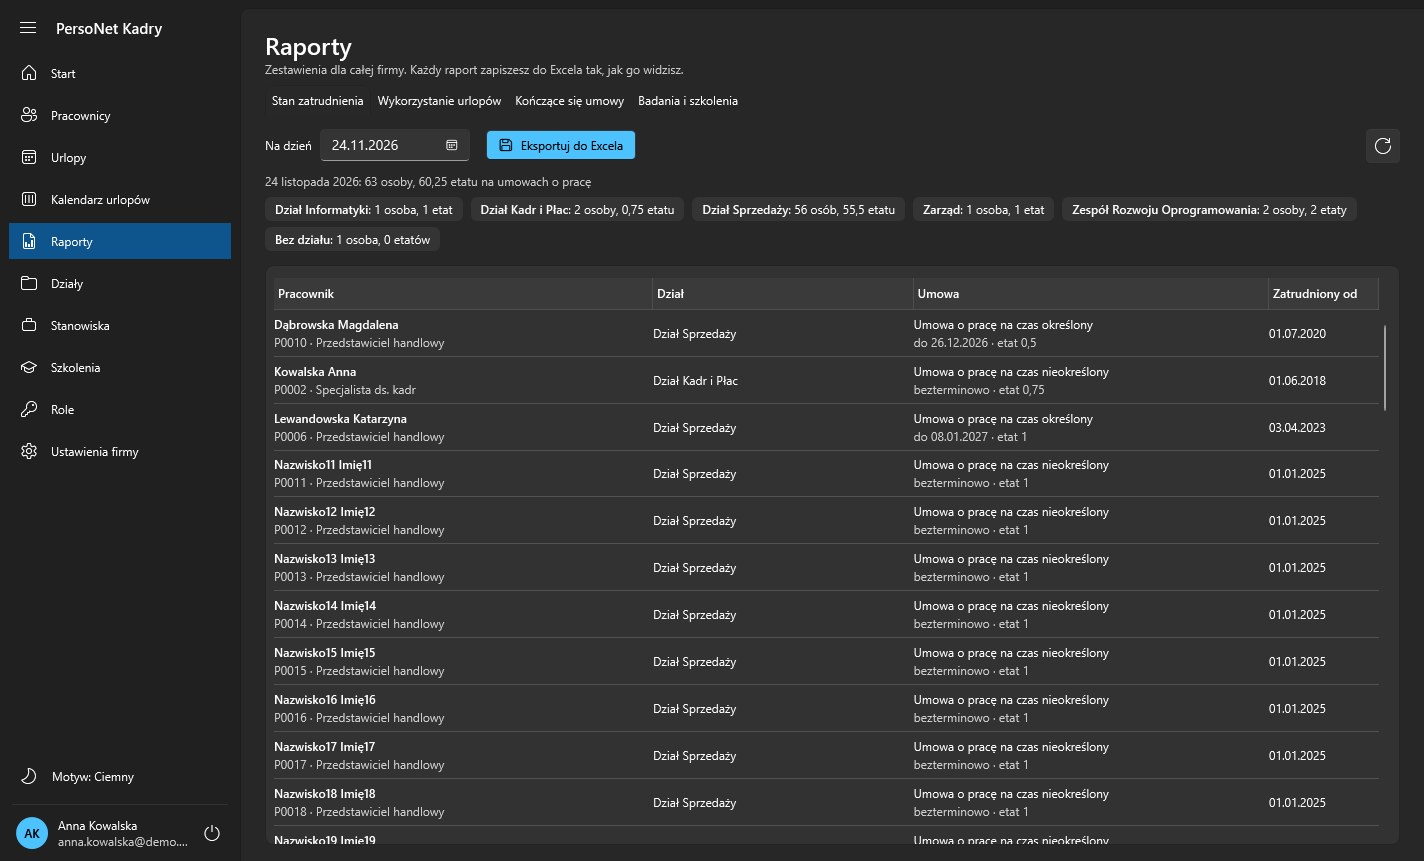 PersoNet Kadry
Start
Pracownicy
Urlopy
Kalendarz urlopów
Raporty
Działy
Stanowiska
Szkolenia
Role
Ustawienia firmy
Motyw: Ciemny
AK
Anna Kowalska
anna.kowalska@demo....
Raporty
Zestawienia dla całej firmy. Każdy raport zapiszesz do Excela tak, jak go widzisz.
Stan zatrudnienia Wykorzystanie urlopów Kończące się umowy Badania i szkolenia
Na dzień 24.11.2026 Eksportuj do Excela
24 listopada 2026: 63 osoby, 60,25 etatu na umowach o pracę
Dział Informatyki: 1 osoba, 1 etat Dział Kadr i Płac: 2 osoby, 0,75 etatu Dział Sprzedaży: 56 osób, 55,5 etatu Zarząd: 1 osoba, 1 etat Zespół Rozwoju Oprogramowania: 2 osoby, 2 etaty
Bez działu: 1 osoba, 0 etatów
Pracownik Dział Umowa Zatrudniony od
Dąbrowska Magdalena Umowa o pracę na czas określony
Dział Sprzedaży 01.07.2020
P0010 · Przedstawiciel handlowy do 26.12.2026 · etat 0,5
Kowalska Anna Umowa o pracę na czas nieokreślony
Dział Kadr i Płac 01.06.2018
P0002 · Specjalista ds. kadr bezterminowo · etat 0,75
Lewandowska Katarzyna Umowa o pracę na czas określony
Dział Sprzedaży 03.04.2023
P0006 · Przedstawiciel handlowy do 08.01.2027 · etat 1
Nazwisko11 Imię11 Umowa o pracę na czas nieokreślony
Dział Sprzedaży 01.01.2025
P0011 · Przedstawiciel handlowy bezterminowo · etat 1
Nazwisko12 Imię12 Umowa o pracę na czas nieokreślony
Dział Sprzedaży 01.01.2025
P0012 · Przedstawiciel handlowy bezterminowo · etat 1
Nazwisko13 Imię13 Umowa o pracę na czas nieokreślony
Dział Sprzedaży 01.01.2025
P0013 · Przedstawiciel handlowy bezterminowo · etat 1
Nazwisko14 Imię14 Umowa o pracę na czas nieokreślony
Dział Sprzedaży 01.01.2025
P0014 · Przedstawiciel handlowy bezterminowo · etat 1
Nazwisko15 Imię15 Umowa o pracę na czas nieokreślony
Dział Sprzedaży 01.01.2025
P0015 · Przedstawiciel handlowy bezterminowo · etat 1
Nazwisko16 Imię16 Umowa o pracę na czas nieokreślony
Dział Sprzedaży 01.01.2025
P0016 · Przedstawiciel handlowy bezterminowo · etat 1
Nazwisko17 Imię17 Umowa o pracę na czas nieokreślony
Dział Sprzedaży 01.01.2025
P0017 · Przedstawiciel handlowy bezterminowo · etat 1
Nazwisko18 Imię18 Umowa o pracę na czas nieokreślony
Dział Sprzedaży 01.01.2025
P0018 · Przedstawiciel handlowy bezterminowo · etat 1
Nazwisko19 Imię19 Umowa o pracę na czas nieokreślony